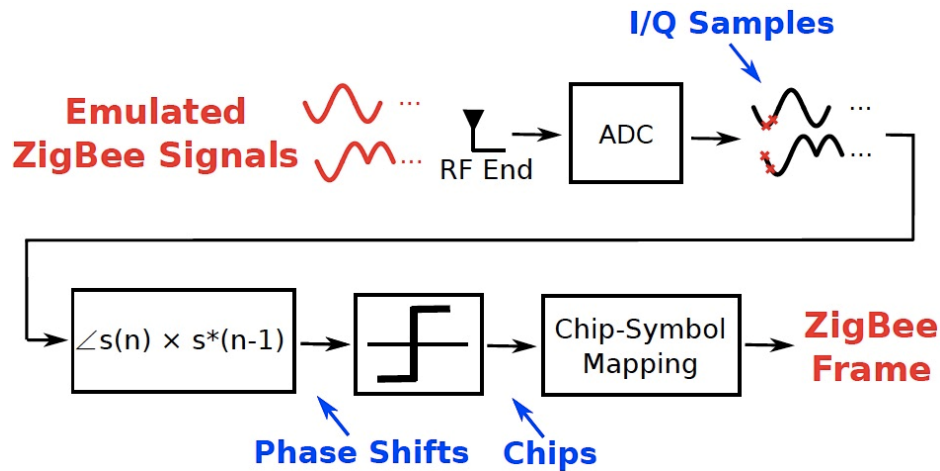 I/Q Samples
Emulated
ZigBee Signals
...
...
RF End
ADC
...
...
∠s(n) × s*(n-1)
Chip-Symbol
Mapping
ZigBee
Frame
Phase Shifts
Chips